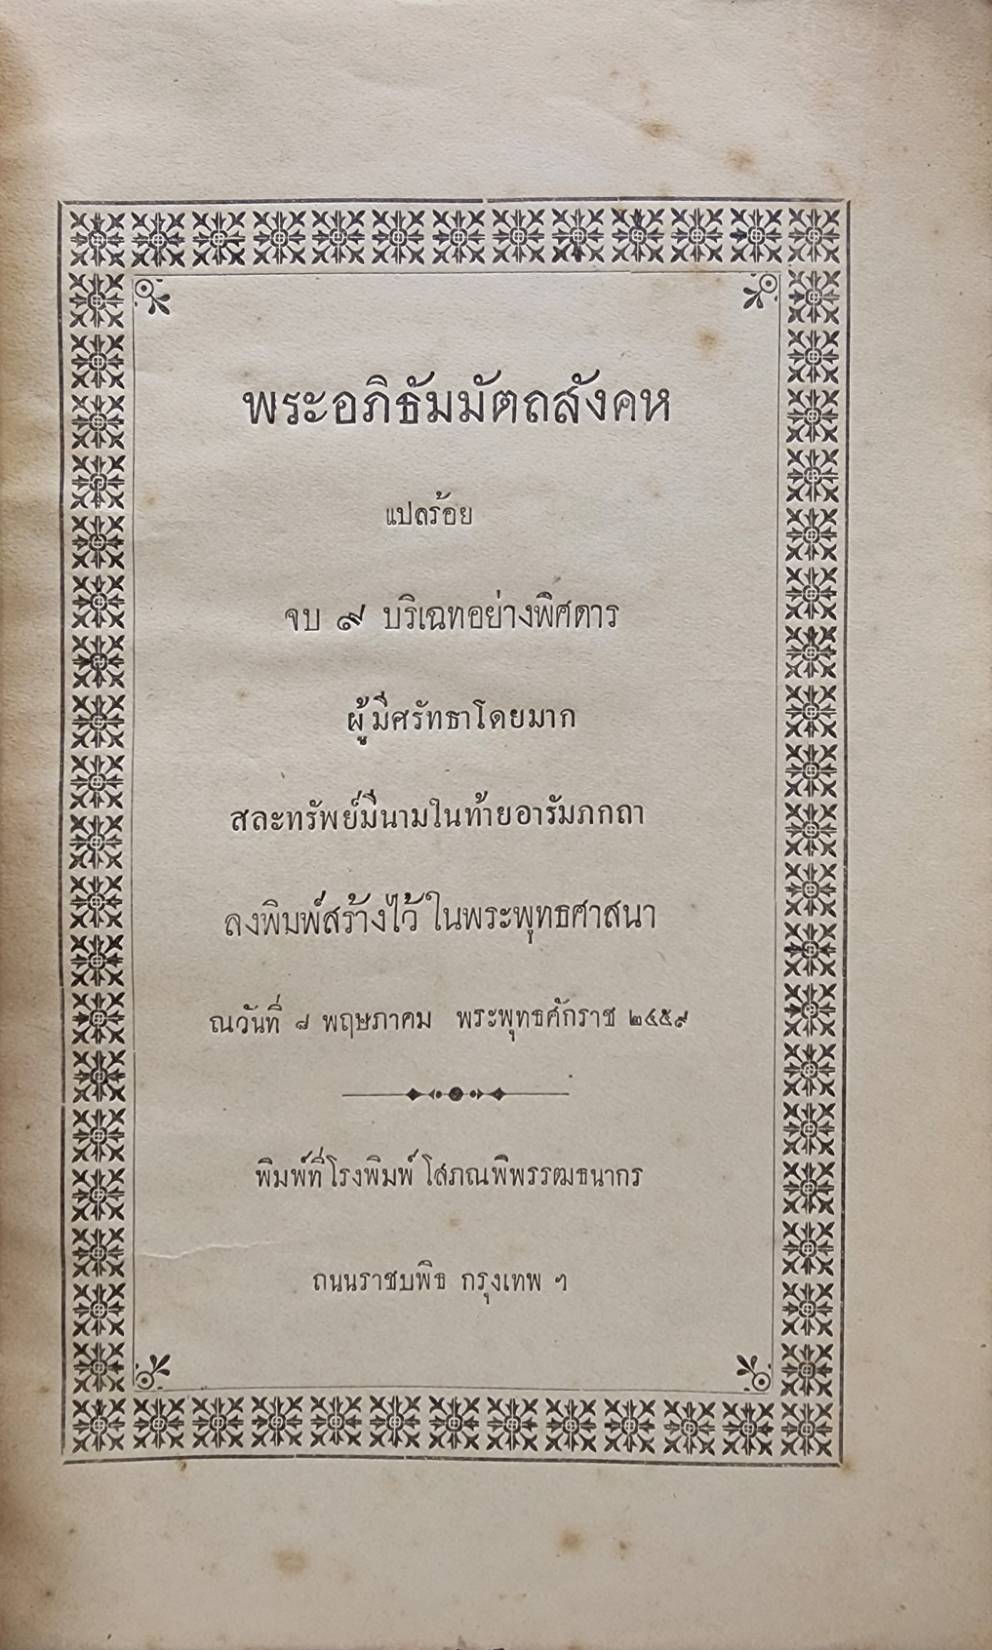 พระอภิธัมมัตถสังคห
แปลร้อย
จบ ๙ บริเฉทอย่างพิศดาร
ผู้มีศรัทธาโดยมาก
สละทรัพย์มีนามในท้ายอารัมภกถา
ลงพิมพ์สร้างไว้ในพระพุทธศาสนา
ณวันที่ ๘ พฤษภาคม พระพุทธศักราช ๒๔๕๙
พิมพ์ที่โรงพิมพ์ โสภณพิพรรฒธนากร
ถนนราชบพิธ กรุงเทพ ฯ